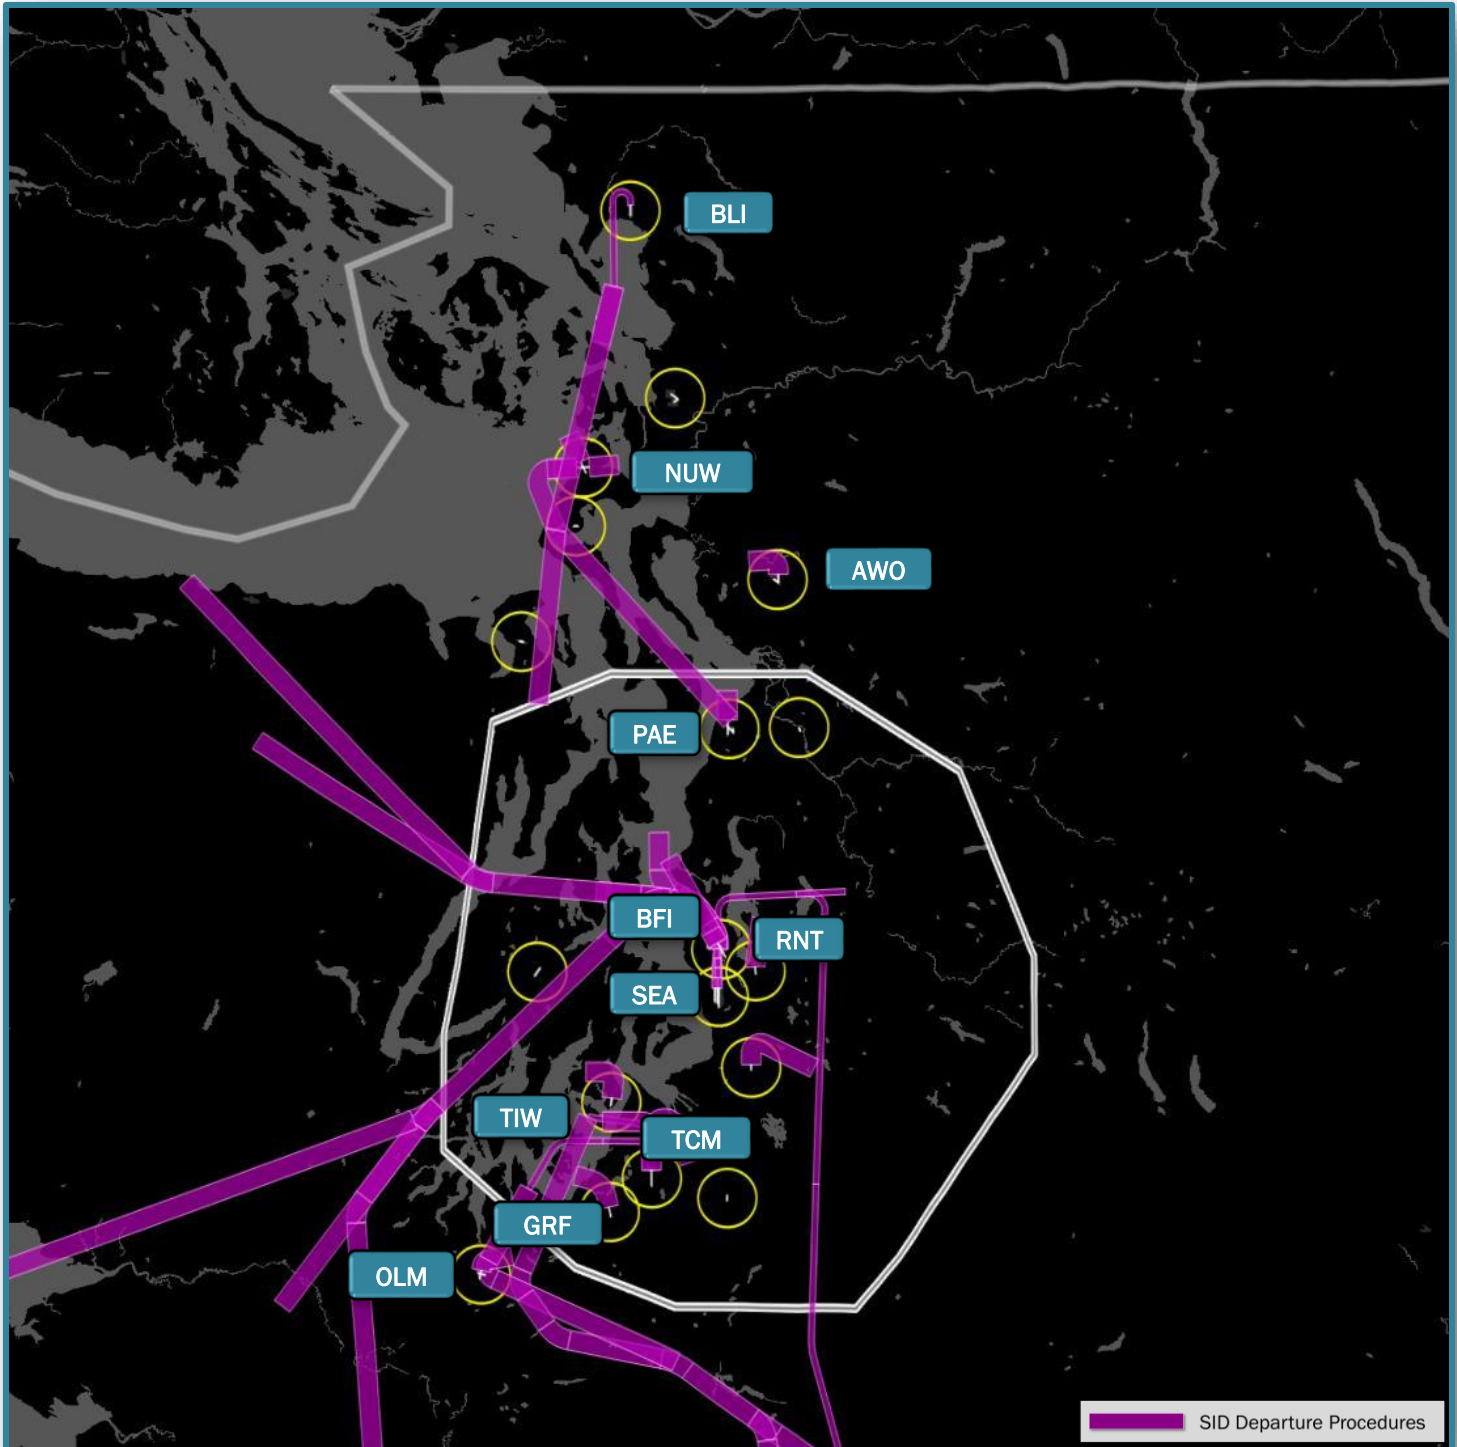 BLI
NUW
AWO
PAE
BFI
RNT
SEA
TIW
TCM
GRF
OLM
SID Departure Procedures